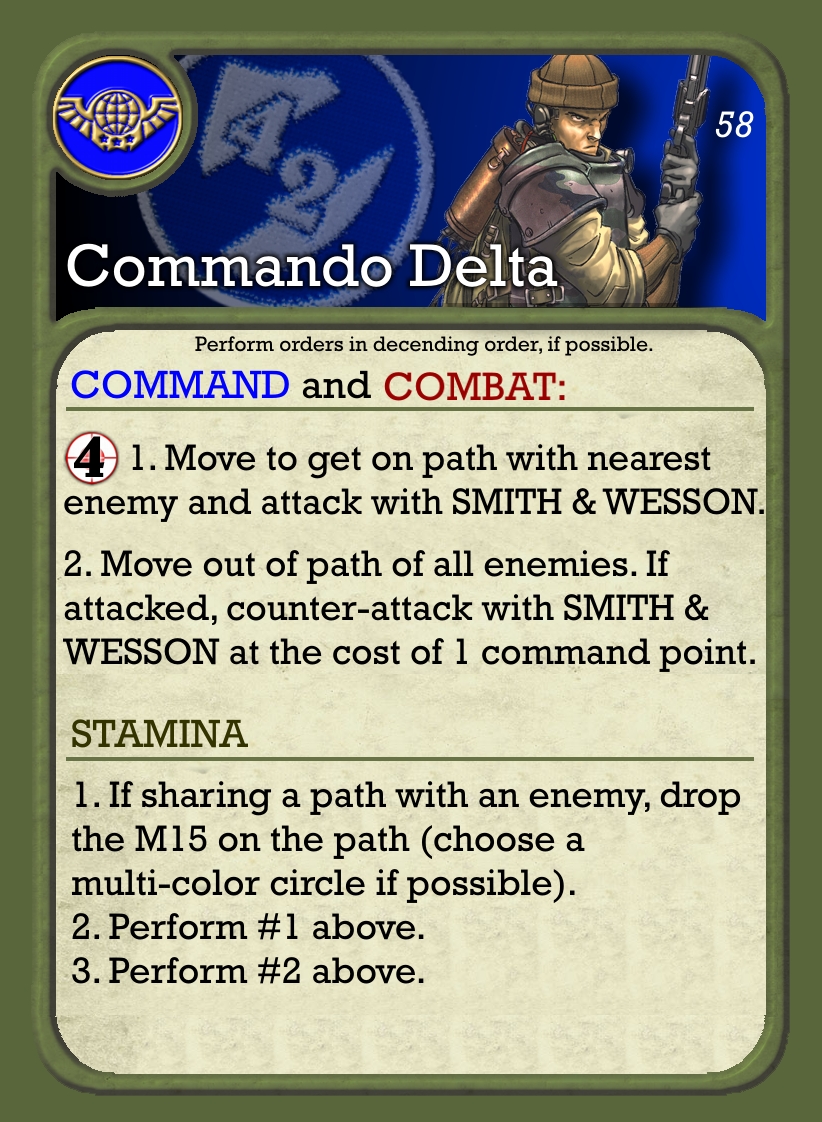 A2
58
Commando Delta
Perform orders in decending order, if possible.
COMMAND and COMBAT:
4 1. Move to get on path with nearest
enemy and attack with SMITH & WESSON.
2. Move out of path of all enemies. If
attacked, counter-attack with SMITH &
WESSON at the cost of 1 command point.
STAMINA
1. If sharing a path with an enemy, drop
the M15 on the path (choose a
multi-color circle if possible).
2. Perform #1 above.
3. Perform #2 above.